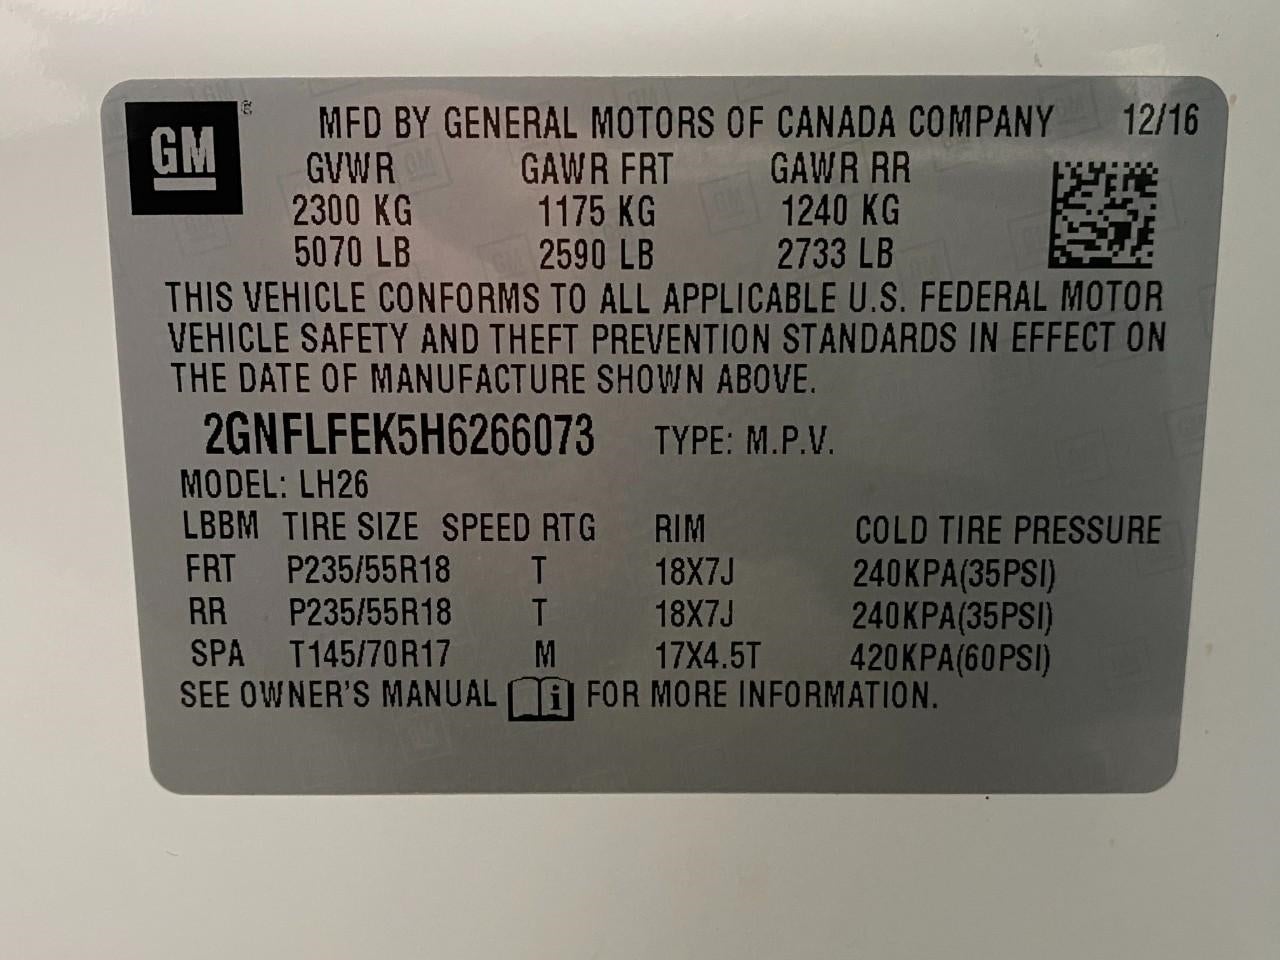 GM ®
MFD BY GENERAL MOTORS OF CANADA COMPANY 12/16
GVWR GAWR FRT GAWR RR
2300 KG 1175 KG 1240 KG
5070 LB 2590 LB 2733 LB
THIS VEHICLE CONFORMS TO ALL APPLICABLE U.S. FEDERAL MOTOR
VEHICLE SAFETY AND THEFT PREVENTION STANDARDS IN EFFECT ON
THE DATE OF MANUFACTURE SHOWN ABOVE.
2GNFLFEK5H6266073 TYPE: M.P.V.
MODEL: LH26
LBBM TIRE SIZE SPEED RTG RIM COLD TIRE PRESSURE
FRT P235/55R18 T 18X7J 240KPA(35PSI)
RR P235/55R18 T 18X7J 240KPA(35PSI)
SPA T145/70R17 M 17X4.5T 420KPA(60PSI)
SEE OWNER'S MANUAL i FOR MORE INFORMATION.